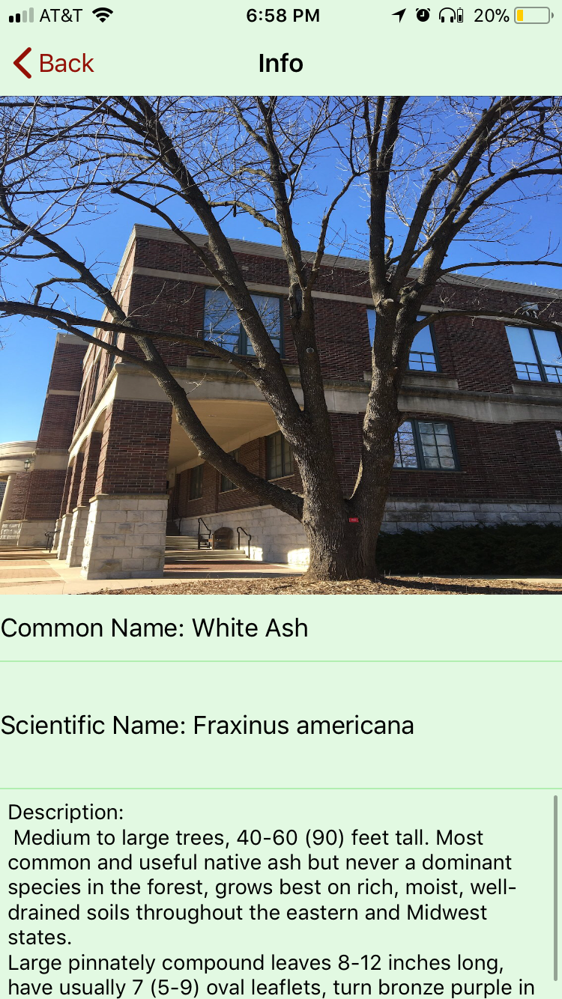 AT&T 6:58 PM 20%
Back Info
Common Name: White Ash
Scientific Name: Fraxinus americana
Description:
Medium to large trees, 40-60 (90) feet tall. Most
common and useful native ash but never a dominant
species in the forest, grows best on rich, moist, well-
drained soils throughout the eastern and Midwest
states.
Large pinnately compound leaves 8-12 inches long,
have usually 7 (5-9) oval leaflets, turn bronze purple in